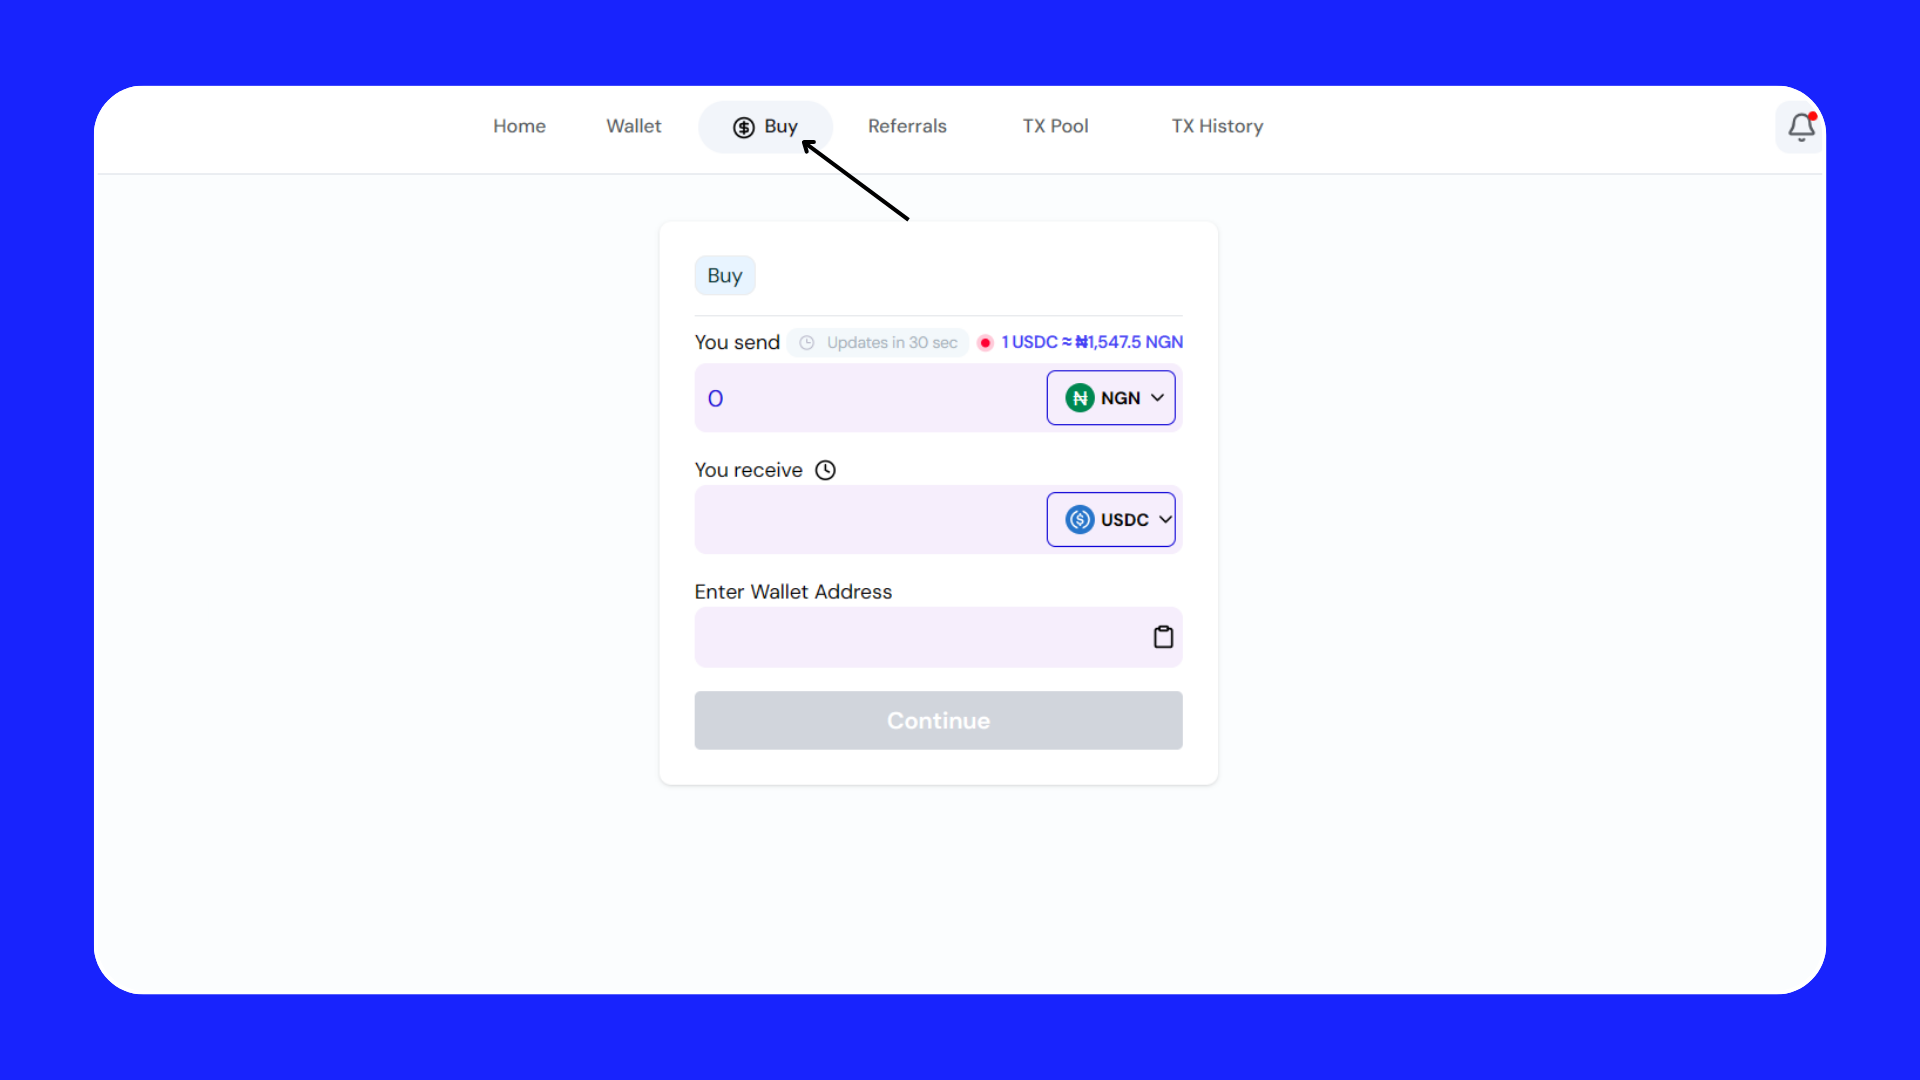 Home Wallet Buy Referrals TX Pool TX History
Buy
You send Updates in 30 sec 1 USDC ≈ ₦1,547.5 NGN
0 NGN
You receive
USDC
Enter Wallet Address
Continue